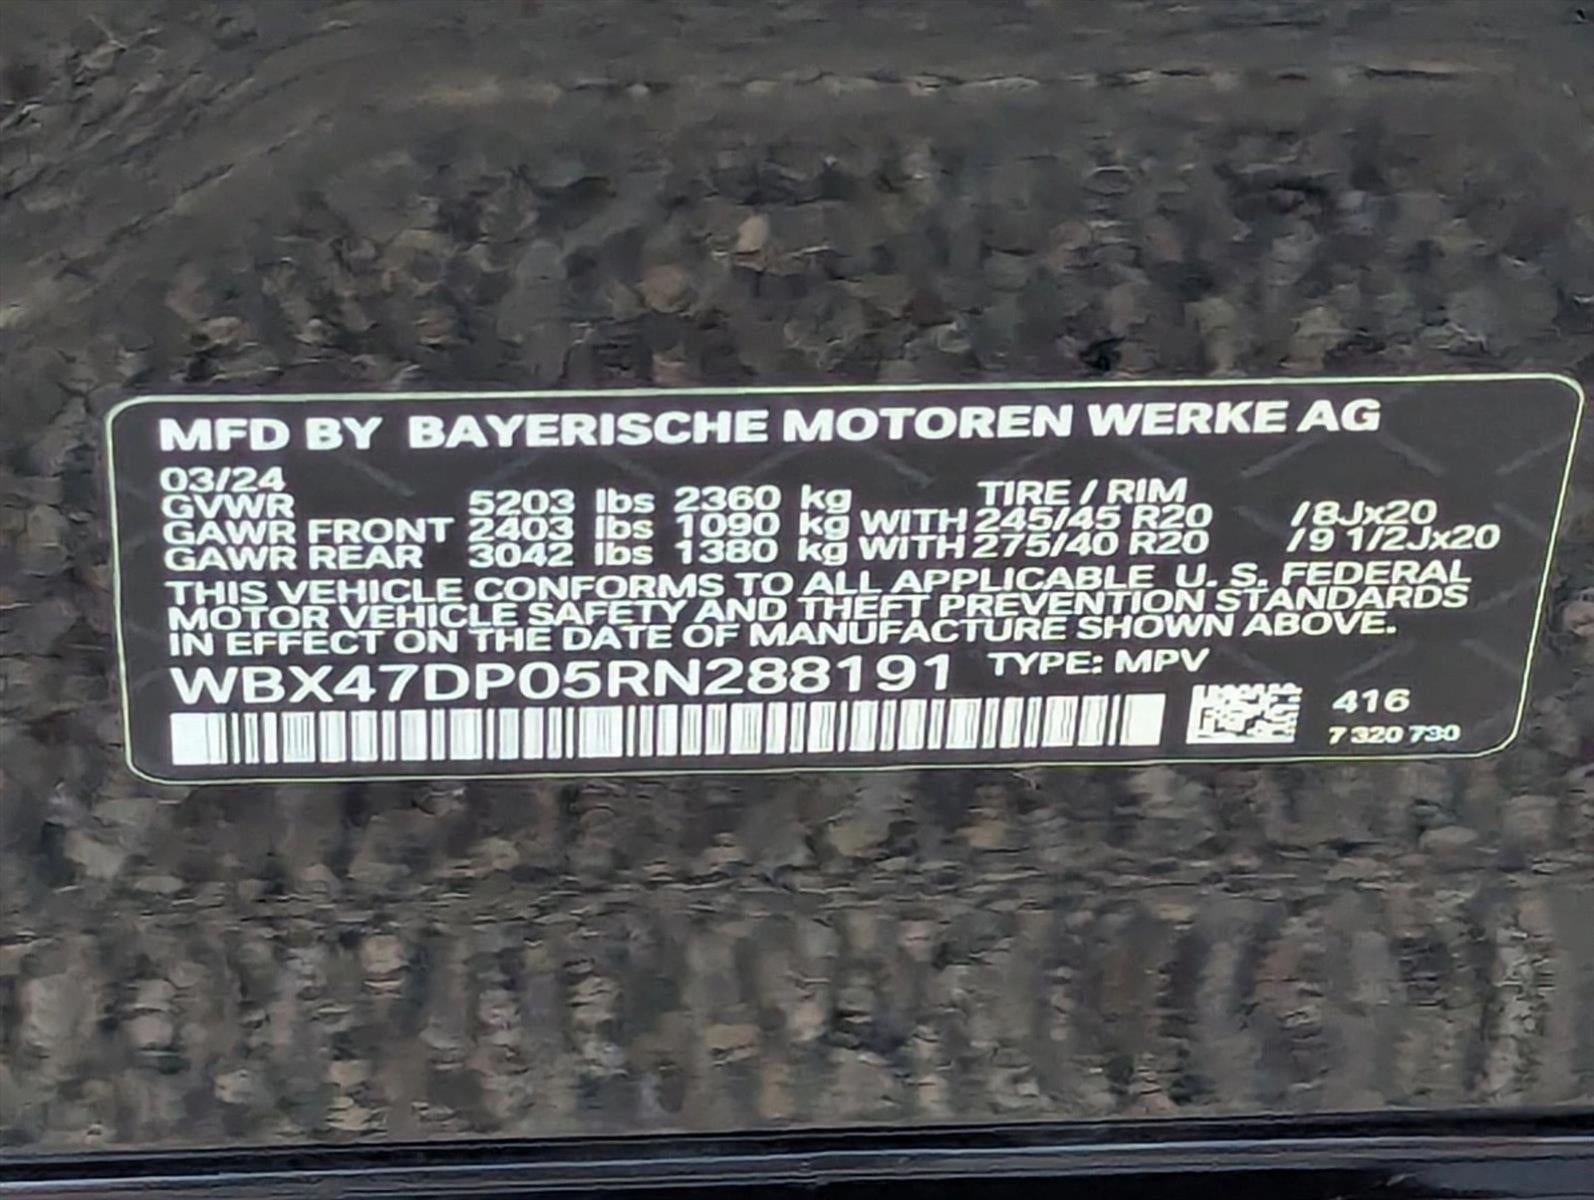 MFD BY BAYERISCHE MOTOREN WERKE AG
03/24 TIRE / RIM
GVWR 5203 lbs 2360 kg
GAWR FRONT 2403 lbs 1090 kg WITH 245/45 R20 /8Jx20
GAWR REAR 3042 lbs 1380 kg WITH 275/40 R20 /9 1/2Jx20
THIS VEHICLE CONFORMS TO ALL APPLICABLE U. S. FEDERAL
MOTOR VEHICLE SAFETY AND THEFT PREVENTION STANDARDS
IN EFFECT ON THE DATE OF MANUFACTURE SHOWN ABOVE.
WBX47DP05RN288191 TYPE: MPV
416
7 320 730